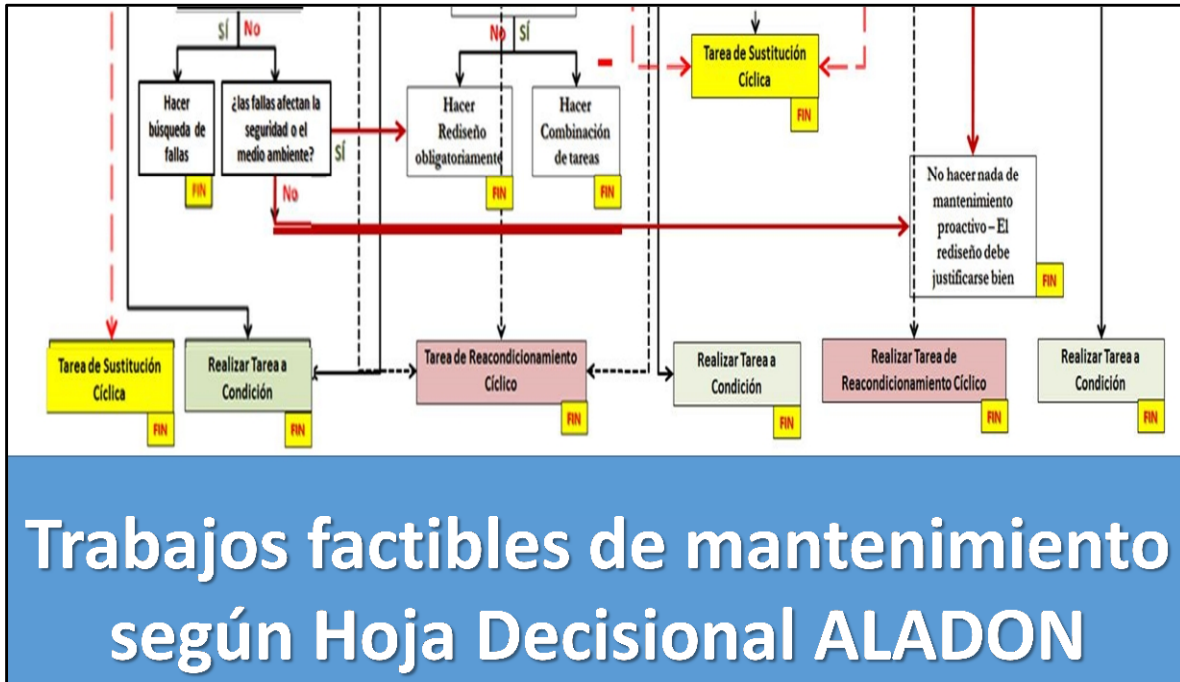 SÍ
No
No
SÍ
Tarea de Sustitución
Cíclica
FIN
Hacer
búsqueda de
fallas
FIN
¿las fallas afectan la
seguridad o el
medio ambiente?
SÍ
No
Hacer
Rediseño
obligatoriamente
FIN
Hacer
Combinación
de tareas
FIN
No hacer nada de
mantenimiento
proactivo – El
rediseño debe
justificarse bien
FIN
Tarea de Sustitución
Cíclica
FIN
Realizar Tarea a
Condición
FIN
Tarea de Reacondicionamiento
Cíclico
FIN
Realizar Tarea a
Condición
FIN
Realizar Tarea de
Reacondicionamiento Cíclico
FIN
Realizar Tarea a
Condición
FIN
Trabajos factibles de mantenimiento
según Hoja Decisional ALADON